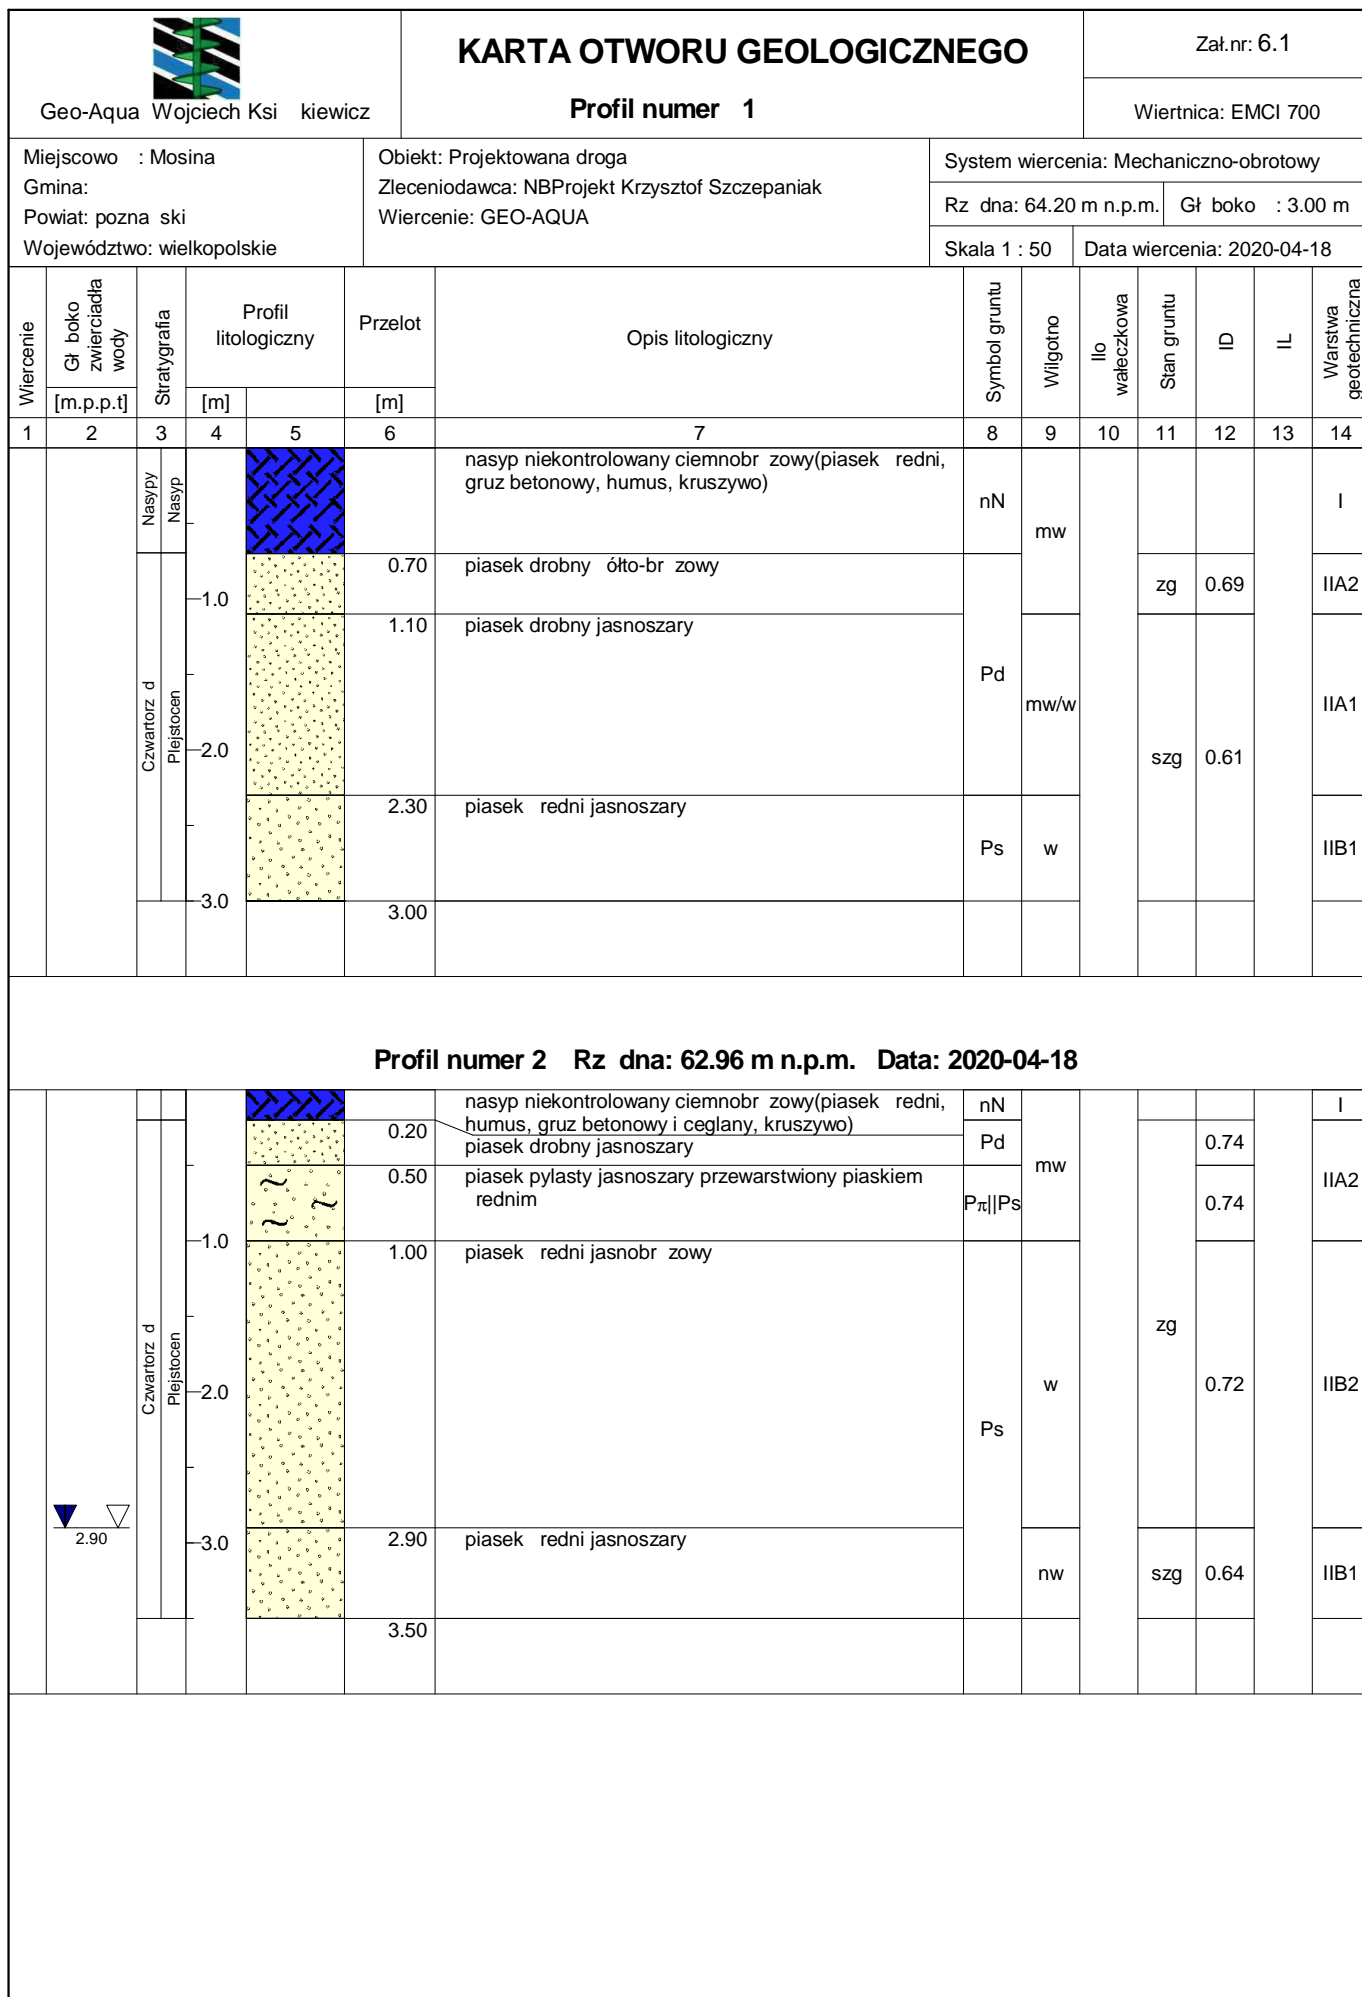 KARTA OTWORU GEOLOGICZNEGO
Zał.nr: 6.1
Geo-Aqua Wojciech Ksi kiewicz
Profil numer 1
Wiertnica: EMCI 700
Miejscowo : Mosina
Gmina:
Powiat: pozna ski
Województwo: wielkopolskie
Obiekt: Projektowana droga
Zleceniodawca: NBProjekt Krzysztof Szczepaniak
Wiercenie: GEO-AQUA
System wiercenia: Mechaniczno-obrotowy
Rz dna: 64.20 m n.p.m.
Gł boko : 3.00 m
Skala 1 : 50
Data wiercenia: 2020-04-18
Wiercenie
Gł boko
zwierciadła
wody
[m.p.p.t]
Stratygrafia
Profil
litologiczny
[m]
Przelot
[m]
Opis litologiczny
Symbol gruntu
Wilgotno
Ilo
wałeczkowa
Stan gruntu
ID
IL
Warstwa
geotechniczna
1 2 3 4 5 6 7 8 9 10 11 12 13 14
Nasypy
Nasyp
nasyp niekontrolowany ciemnobr zowy(piasek redni,
gruz betonowy, humus, kruszywo)
nN
mw
I
0.70
piasek drobny ółto-br zowy
zg
0.69
IIA2
1.0
1.10
piasek drobny jasnoszary
Pd
mw/w
IIA1
Czwartorz d
Plejstocen
2.0
szg
0.61
2.30
piasek redni jasnoszary
Ps
w
IIB1
3.0
3.00
Profil numer 2 Rz dna: 62.96 m n.p.m. Data: 2020-04-18
nasyp niekontrolowany ciemnobr zowy(piasek redni,
humus, gruz betonowy i ceglany, kruszywo)
nN
I
0.20
piasek drobny jasnoszary
Pd
0.74
mw
0.50
piasek pylasty jasnoszary przewarstwiony piaskiem
rednim
Pπ||Ps
0.74
IIA2
1.0
1.00
piasek redni jasnobr zowy
zg
Czwartorz d
Plejstocen
2.0
w
0.72
IIB2
Ps
2.90
3.0
2.90
piasek redni jasnoszary
nw
szg
0.64
IIB1
3.50